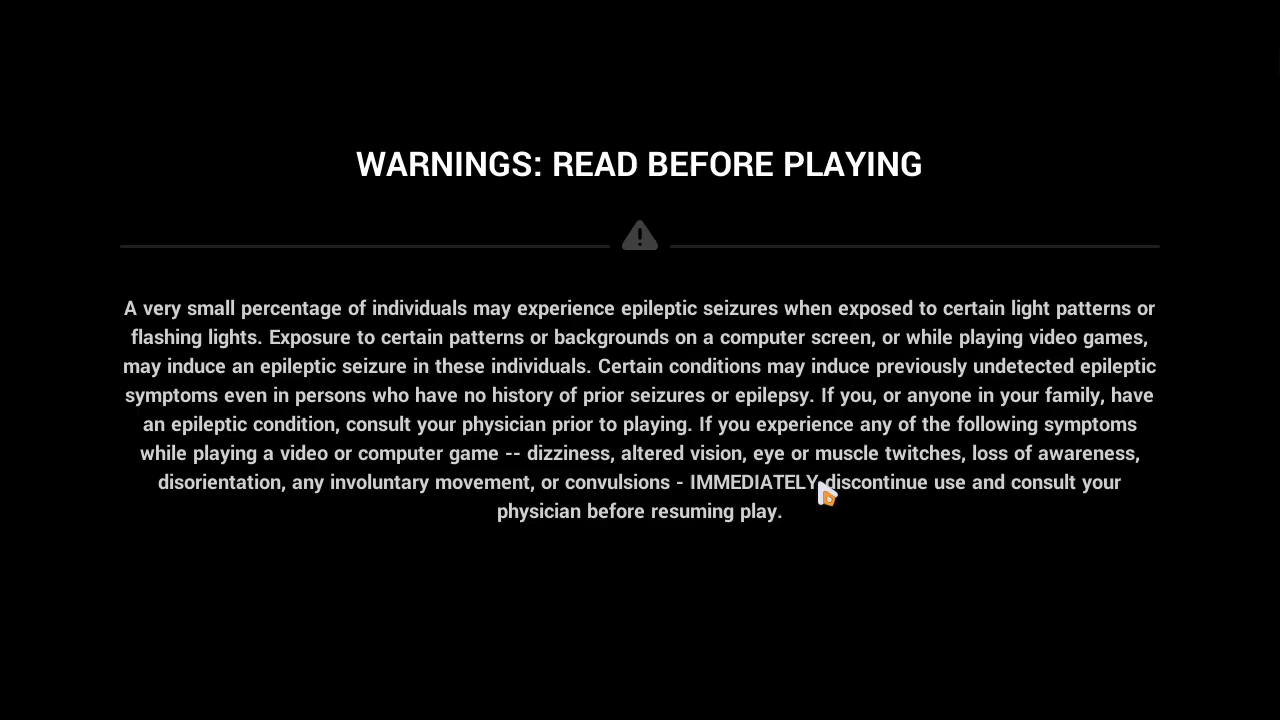 WARNINGS: READ BEFORE PLAYING
A very small percentage of individuals may experience epileptic seizures when exposed to certain light patterns or
flashing lights. Exposure to certain patterns or backgrounds on a computer screen, or while playing video games,
may induce an epileptic seizure in these individuals. Certain conditions may induce previously undetected epileptic
symptoms even in persons who have no history of prior seizures or epilepsy. If you, or anyone in your family, have
an epileptic condition, consult your physician prior to playing. If you experience any of the following symptoms
while playing a video or computer game -- dizziness, altered vision, eye or muscle twitches, loss of awareness,
disorientation, any involuntary movement, or convulsions - IMMEDIATELY discontinue use and consult your
physician before resuming play.